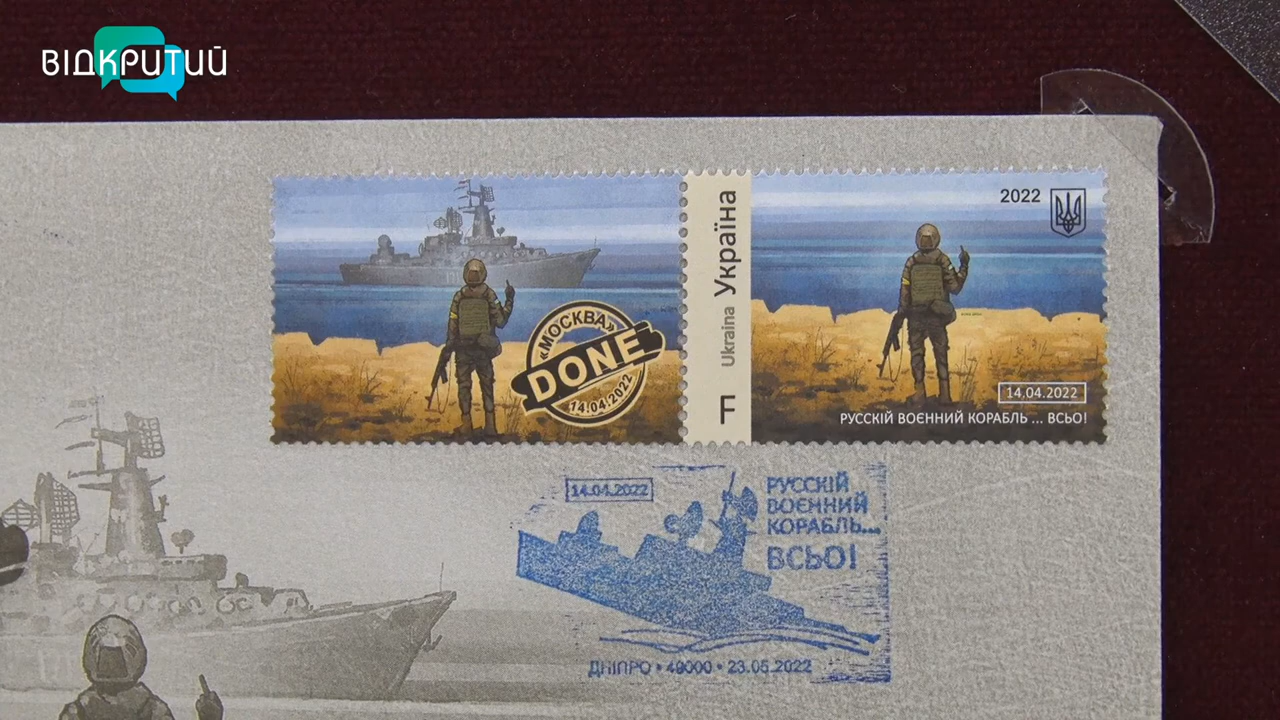 ВІДКРИТИЙ
«МОСКВА»
DONE
14.04.2022
Ukraina Україна
F
2022
14.04.2022
РУССКІЙ ВОЄННИЙ КОРАБЛЬ ... ВСЬО!
14.04.2022
РУССКІЙ
ВОЄННИЙ
КОРАБЛЬ...
ВСЬО!
ДНІПРО • 49000 • 23.05.2022